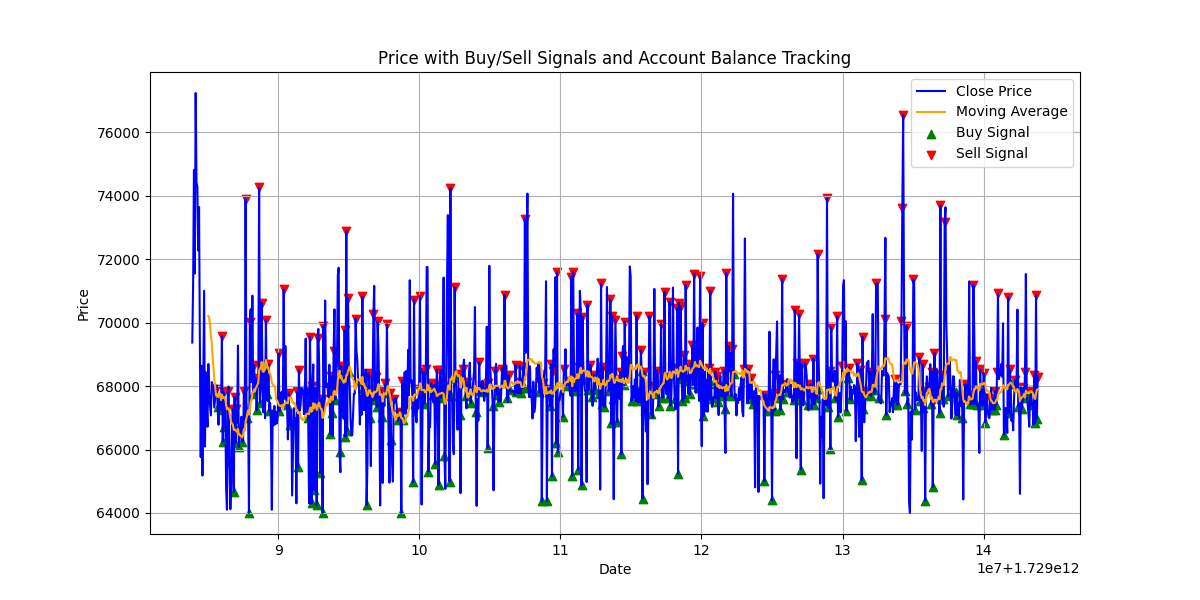 Price with Buy/Sell Signals and Account Balance Tracking
Close Price
Moving Average
Buy Signal
Sell Signal
76000
74000
72000
70000
68000
66000
64000
Price
9 10 11 12 13 14
1e7+1.729e12
Date